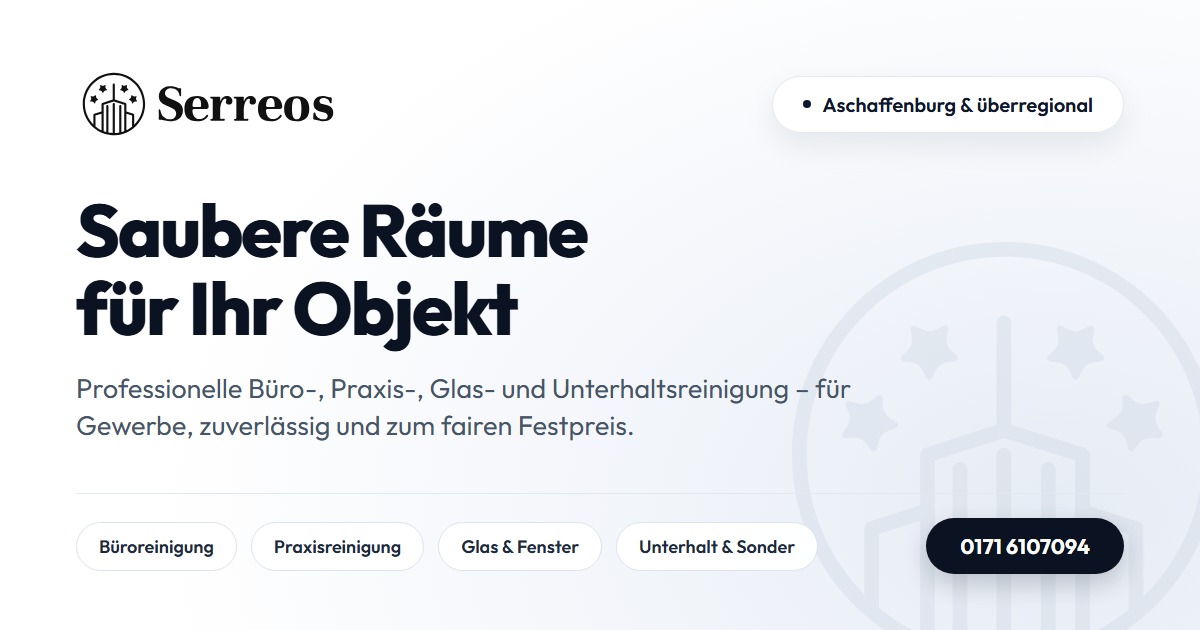 Serreos
Aschaffenburg & überregional
Saubere Räume
für Ihr Objekt
Professionelle Büro-, Praxis-, Glas- und Unterhaltsreinigung – für
Gewerbe, zuverlässig und zum fairen Festpreis.
Büroreinigung
Praxisreinigung
Glas & Fenster
Unterhalt & Sonder
0171 6107094